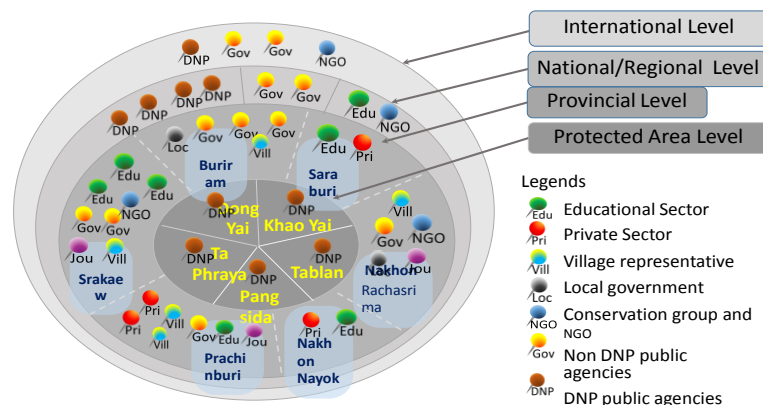 International Level
National/Regional Level
Provincial Level
Protected Area Level
DNP
Gov
Gov
NGO
DNP
DNP
DNP
DNP
Gov
Gov
Edu
NGO
Loc
Gov
Gov
Gov
Vill
Edu
Pri
Burir
am
Sara
buri
Edu
Edu
Edu
Gov
Gov
NGO
Jou
Vill
Srakae
w
DNP
Dong
Yai
DNP
Khao Yai
DNP
Ta
Phraya
DNP
Pang
sida
DNP
Tablan
Vill
Gov
NGO
Loc
Jou
Nakhon
Rachasri
ma
Pri
Pri
Vill
Vill
Gov
Edu
Jou
Prachi
nburi
Pri
Edu
Nakh
on
Nayok
Legends
Edu Educational Sector
Pri Private Sector
Vill Village representative
Loc Local government
NGO Conservation group and
NGO
Gov Non DNP public
agencies
DNP DNP public agencies